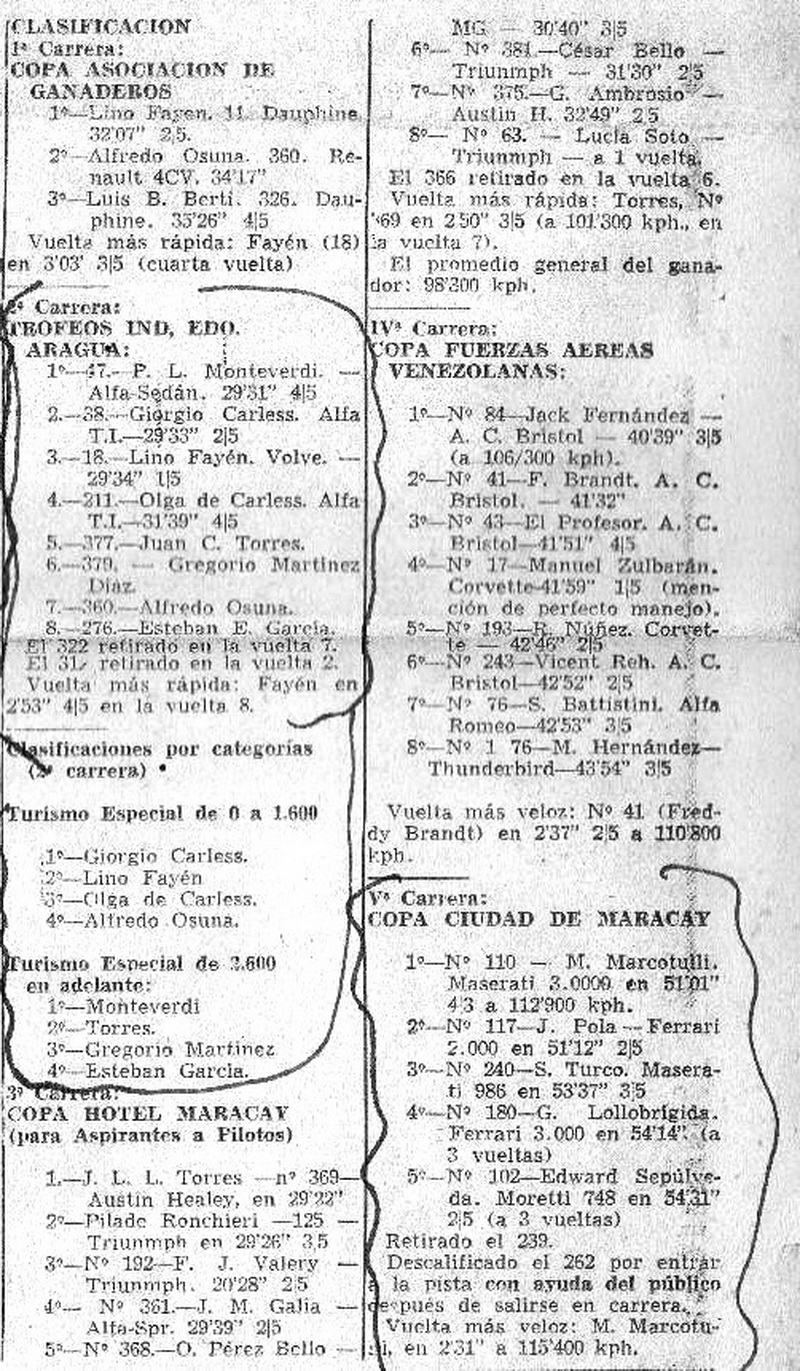 CLASIFICACION
1ª Carrera:
COPA ASOCIACION DE
GANADEROS
1º—Lino Fayen. 11. Dauphine
32'07" 2|5.
2º—Alfredo Osuna. 360. Re-
nault 4CV. 34'17"
3º—Luis B. Berti. 326. Dau-
phine. 35'26" 4|5
Vuelta más rápida: Fayén (18)
en 3'03' 3|5 (cuarta vuelta)
2ª Carrera:
TROFEOS IND, EDO.
ARAGUA:
1º—47.— P. L. Monteverdi. —
Alfa-Sedán. 29'31" 4|5
2.—38.—Giorgio Carless. Alfa
T.I.—29'33" 2|5
3.—18.—Lino Fayén. Volve. —
29'34" 1|5
4.—211.—Olga de Carless. Alfa
T.I.—31'39" 4|5
5.—377.—Juan C. Torres.
6.—379. — Gregorio Martínez
Díaz.
7.—360.—Alfredo Osuna.
8.—276.—Esteban E. García.
El 322 retirado en la vuelta 7.
El retirado en la vuelta 2.
Vuelta más rápida: Fayén en
2'53" 4|5 en la vuelta 8.
Clasificaciones por categorías
(2ª carrera)
Turismo Especial de 0 a 1.600
1º—Giorgio Carless.
2º—Lino Fayén
3º—Olga de Carless.
4º—Alfredo Osuna.
Turismo Especial de
en adelante:
1º—Monteverdi
2º—Torres.
3º—Gregorio Martínez
4º—Esteban García.
3ª Carrera:
COPA HOTEL MARACAY
(para Aspirantes a Pilotos)
1.—J. L. L. Torres —nº 369—
Austin Healey, en 29'22"
2º—Pilade Ronchieri —125 —
Triunmph en 29'26" 3|5
3º—Nº 192—F. J. Valery —
Triunmph. 20'28" 2|5
4º— Nº 361.—J. M. Galia —
Alfa-Spr. 29'39" 2|5
5º—Nº 368.—O. Pérez Bello —
MG — 30'40" 3|5
6º— Nº 381.—César Bello —
Triunmph — 31'30" 2|5
7º—Nº 375.—G. Ambrosio —
Austin H. 32'49" 2|5
8º— Nº 63. — Lucía Soto —
Triunmph — a 1 vuelta.
El 366 retirado en la vuelta 6.
Vuelta más rápida: Torres, Nº
369 en 2'50" 3|5 (a 101'300 kph., en
la vuelta 7).
El promedio general del gana-
dor: 98'300 kph.
IVª Carrera:
COPA FUERZAS AEREAS
VENEZOLANAS:
1º—Nº 84—Jack Fernández —
A. C. Bristol — 40'39" 3|5
(a 106/300 kph).
2º—Nº 41—F. Brandt. A. C.
Bristol. — 41'32"
3º—Nº 43—El Profesor. A. C.
Bristol—41'51" 4|5
4º—Nº 17—Manuel Zulbarán.
Corvette-41'59" 1|5 (men-
ción de perfecto manejo).
5º—Nº 193—R. Núñez. Corvet-
te — 42'46" 2|5
6º—Nº 243—Vicent Reh. A. C.
Bristol—42'52" 2|5
7º—Nº 76—S. Battistini. Alfa
Romeo—42'53" 3|5
8º—Nº 1 76—M. Hernández—
Thunderbird—43'54" 3|5
Vuelta más veloz: Nº 41 (Fred-
dy Brandt) en 2'37" 2|5 a 110'800
kph.
Vª Carrera:
COPA CIUDAD DE MARACAY
1º—Nº 110 — M. Marcotulli.
Maserati 3.0000 en 51'01"
4|3 a 112'900 kph.
2º—Nº 117—J. Pola — Ferrari
2.000 en 51'12" 2|5
3º—Nº 240—S. Turco. Masera-
ti 986 en 53'37" 3|5
4º—Nº 180—G. Lollobrigida.
Ferrari 3.000 en 54'14". (a
3 vueltas)
5º—Nº 102—Edward Sepúlve-
da. Moretti 748 en 54'31"
2|5 (a 3 vueltas)
Retirado el 239.
Descalificado el 262 por entrar
a la pista con ayuda del público
después de salirse en carrera.
Vuelta más veloz: M. Marcotu-
lli, en 2'31" a 115'400 kph.